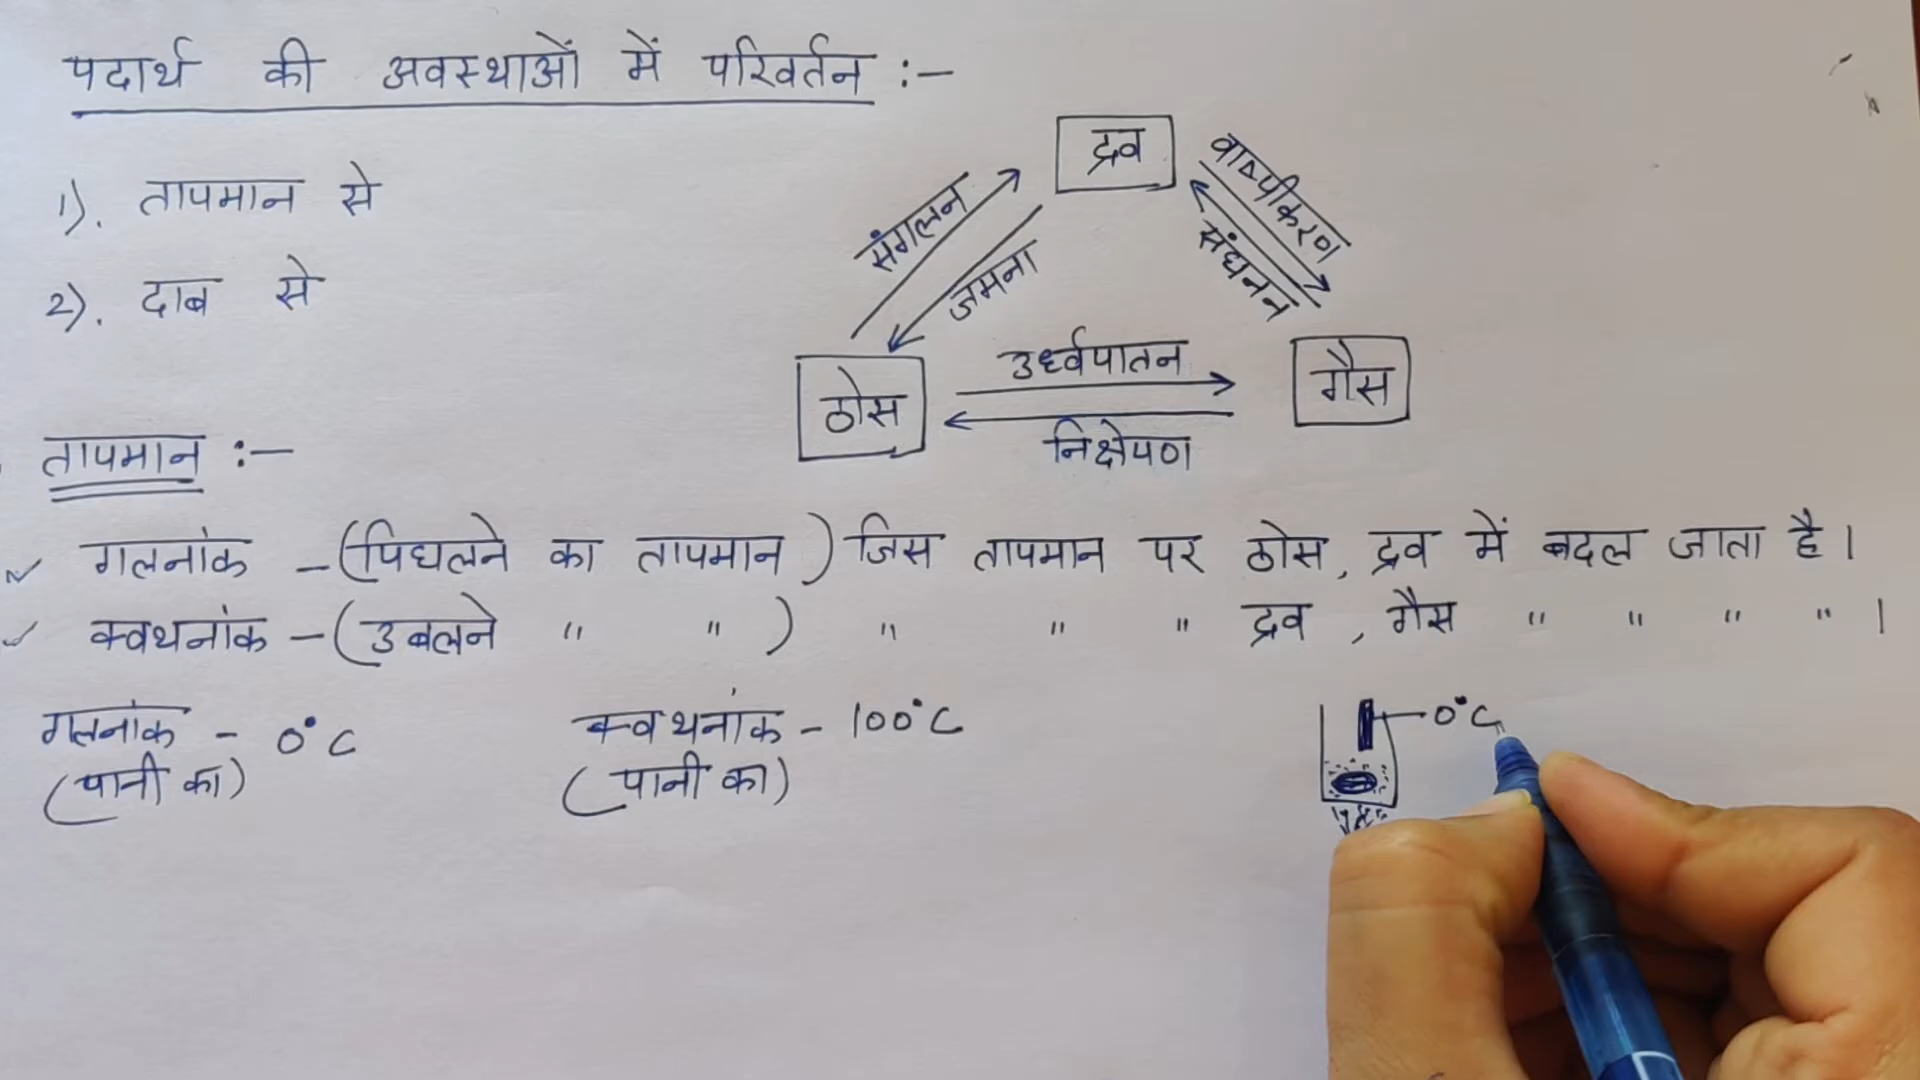 पदार्थ की अवस्थाओं में परिवर्तन :-
1). तापमान से
2). दाब से
द्रव
संगलन
जमना
वाष्पीकरण
संघनन
उर्ध्वपातन
निक्षेपण
ठोस
गैस
तापमान :-
गलनांक - (पिघलने का तापमान) जिस तापमान पर ठोस, द्रव में बदल जाता है।
क्वथनांक - (उबलने " ") " " " द्रव, गैस " " " " ।
गलनांक - 0°C
(पानी का)
क्वथनांक - 100°C
(पानी का)
0°C